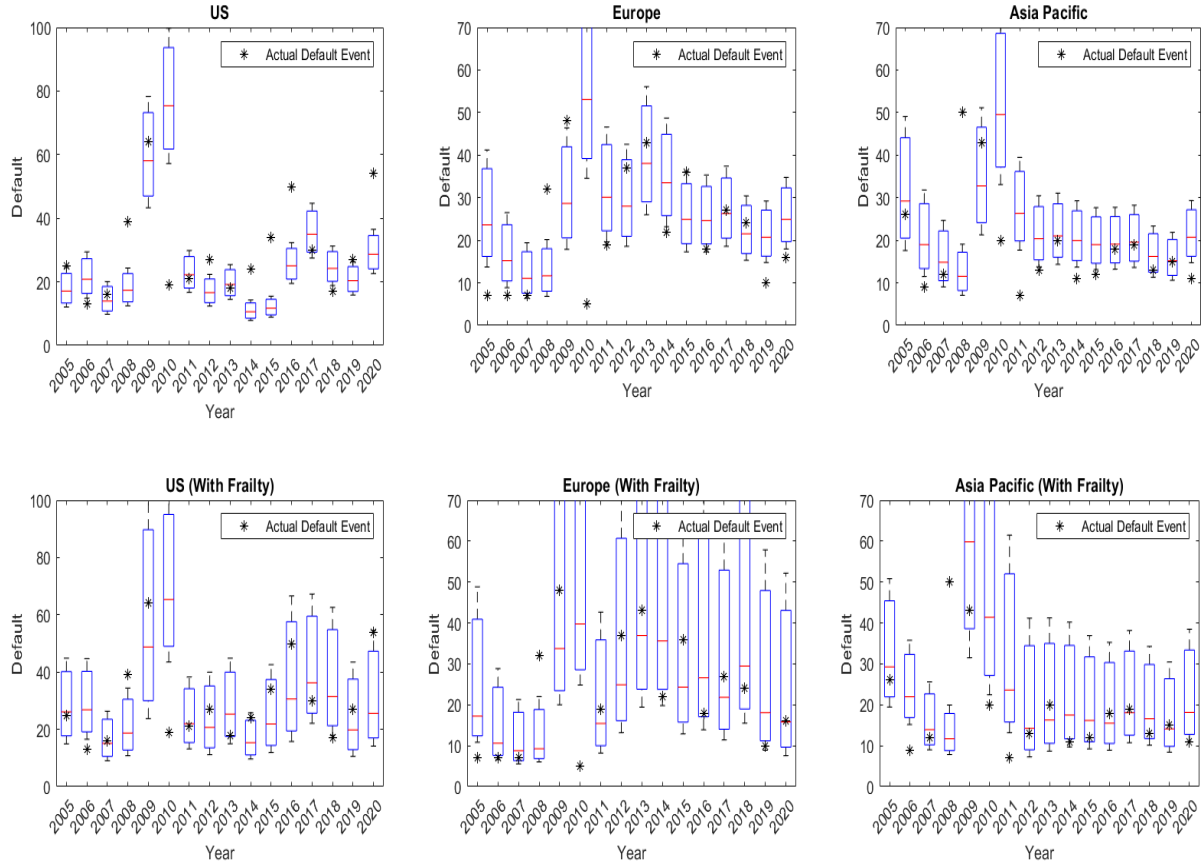 US
Europe
Asia Pacific
100
80
60
40
20
0
Default
Actual Default Event
2005 2006 2007 2008 2009 2010 2011 2012 2013 2014 2015 2016 2017 2018 2019 2020
Year
70
60
50
40
30
20
10
0
Default
Actual Default Event
2005 2006 2007 2008 2009 2010 2011 2012 2013 2014 2015 2016 2017 2018 2019 2020
Year
70
60
50
40
30
20
10
0
Default
Actual Default Event
2005 2006 2007 2008 2009 2010 2011 2012 2013 2014 2015 2016 2017 2018 2019 2020
Year
US (With Frailty)
Europe (With Frailty)
Asia Pacific (With Frailty)
100
80
60
40
20
0
Default
Actual Default Event
2005 2006 2007 2008 2009 2010 2011 2012 2013 2014 2015 2016 2017 2018 2019 2020
Year
70
60
50
40
30
20
10
0
Default
Actual Default Event
2005 2006 2007 2008 2009 2010 2011 2012 2013 2014 2015 2016 2017 2018 2019 2020
Year
70
60
50
40
30
20
10
0
Default
Actual Default Event
2005 2006 2007 2008 2009 2010 2011 2012 2013 2014 2015 2016 2017 2018 2019 2020
Year